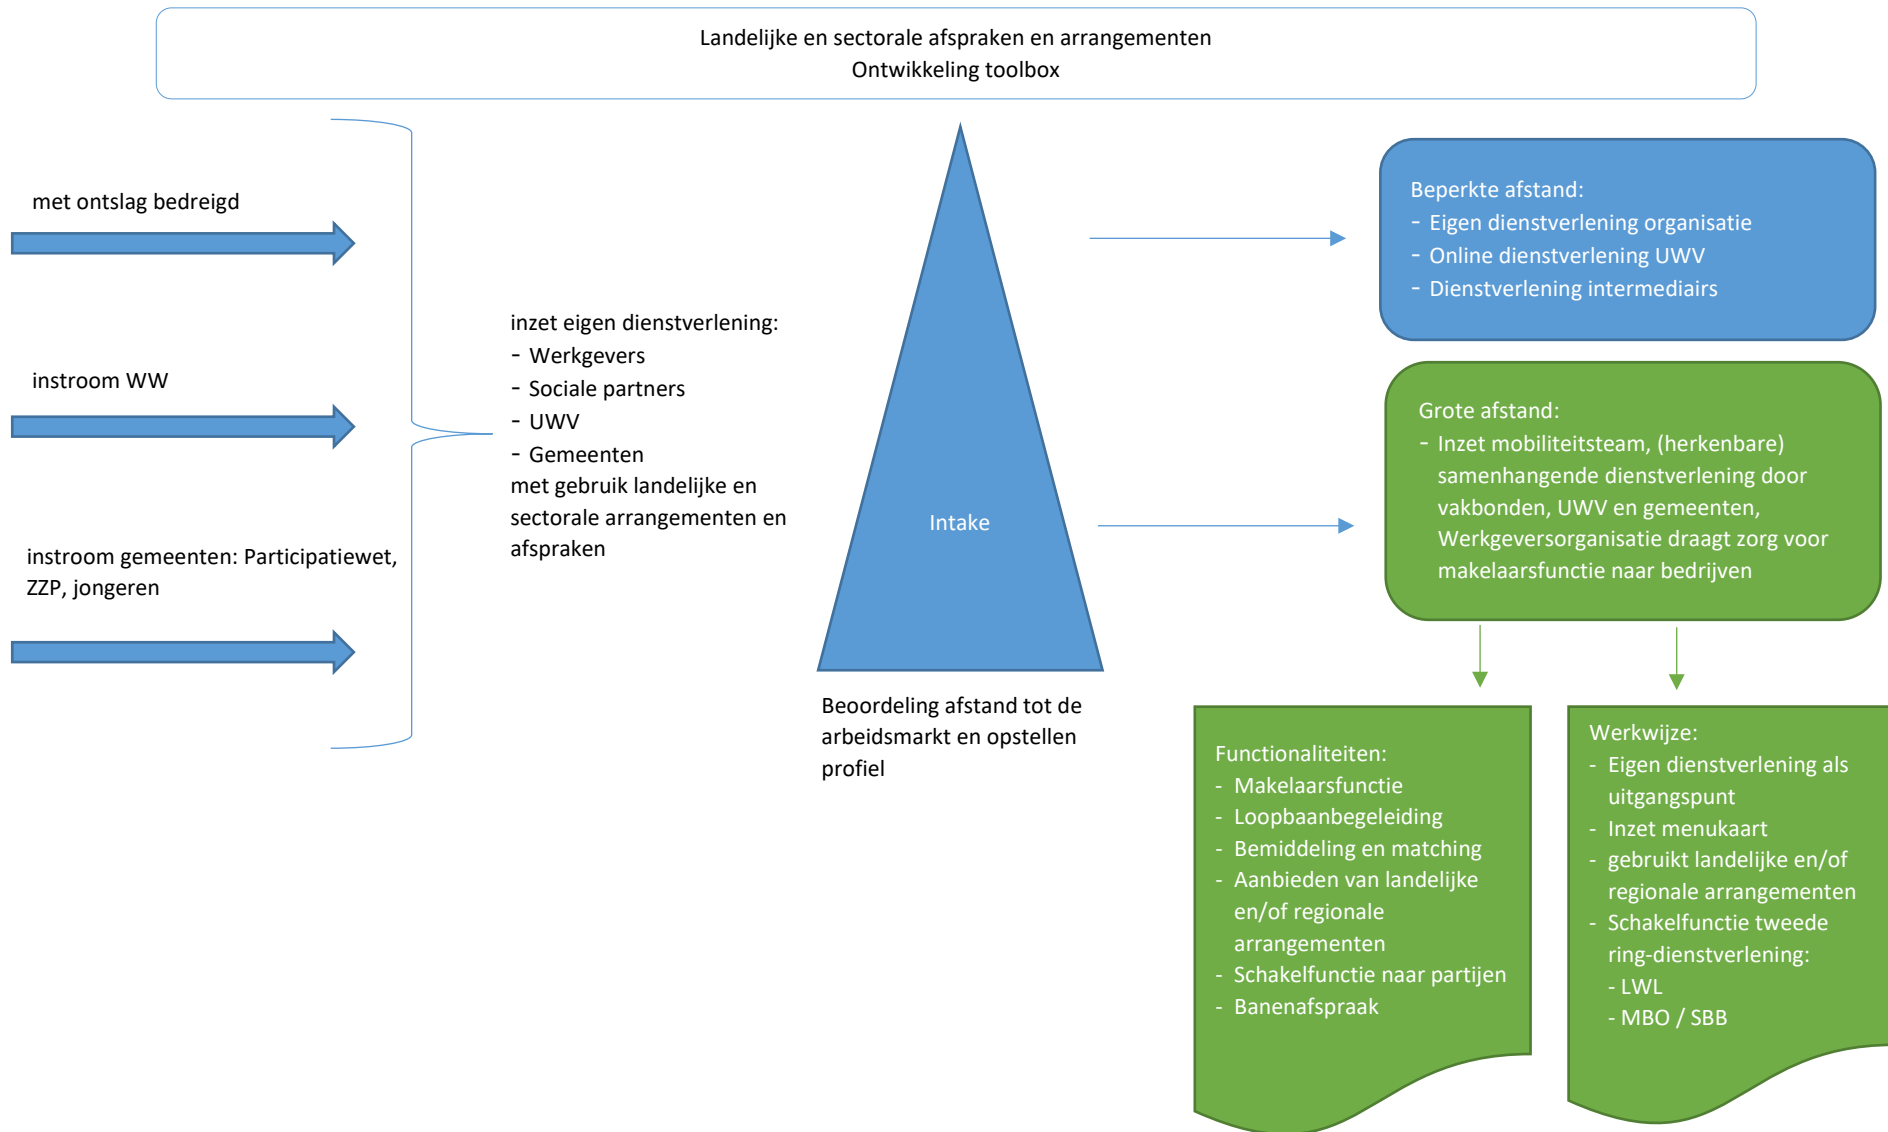 Landelijke en sectorale afspraken en arrangementen
Ontwikkeling toolbox
met ontslag bedreigd
instroom WW
instroom gemeenten: Participatiewet,
ZZP, jongeren
inzet eigen dienstverlening:
- Werkgevers
- Sociale partners
- UWV
- Gemeenten
met gebruik landelijke en
sectorale arrangementen en
afspraken
Intake
Beoordeling afstand tot de
arbeidsmarkt en opstellen
profiel
Beperkte afstand:
- Eigen dienstverlening organisatie
- Online dienstverlening UWV
- Dienstverlening intermediairs
Grote afstand:
- Inzet mobiliteitsteam, (herkenbare)
samenhangende dienstverlening door
vakbonden, UWV en gemeenten,
Werkgeversorganisatie draagt zorg voor
makelaarsfunctie naar bedrijven
Functionaliteiten:
- Makelaarsfunctie
- Loopbaanbegeleiding
- Bemiddeling en matching
- Aanbieden van landelijke
en/of regionale
arrangementen
- Schakelfunctie naar partijen
- Banenafspraak
Werkwijze:
- Eigen dienstverlening als
uitgangspunt
- Inzet menukaart
- gebruikt landelijke en/of
regionale arrangementen
- Schakelfunctie tweede
ring-dienstverlening:
- LWL
- MBO / SBB